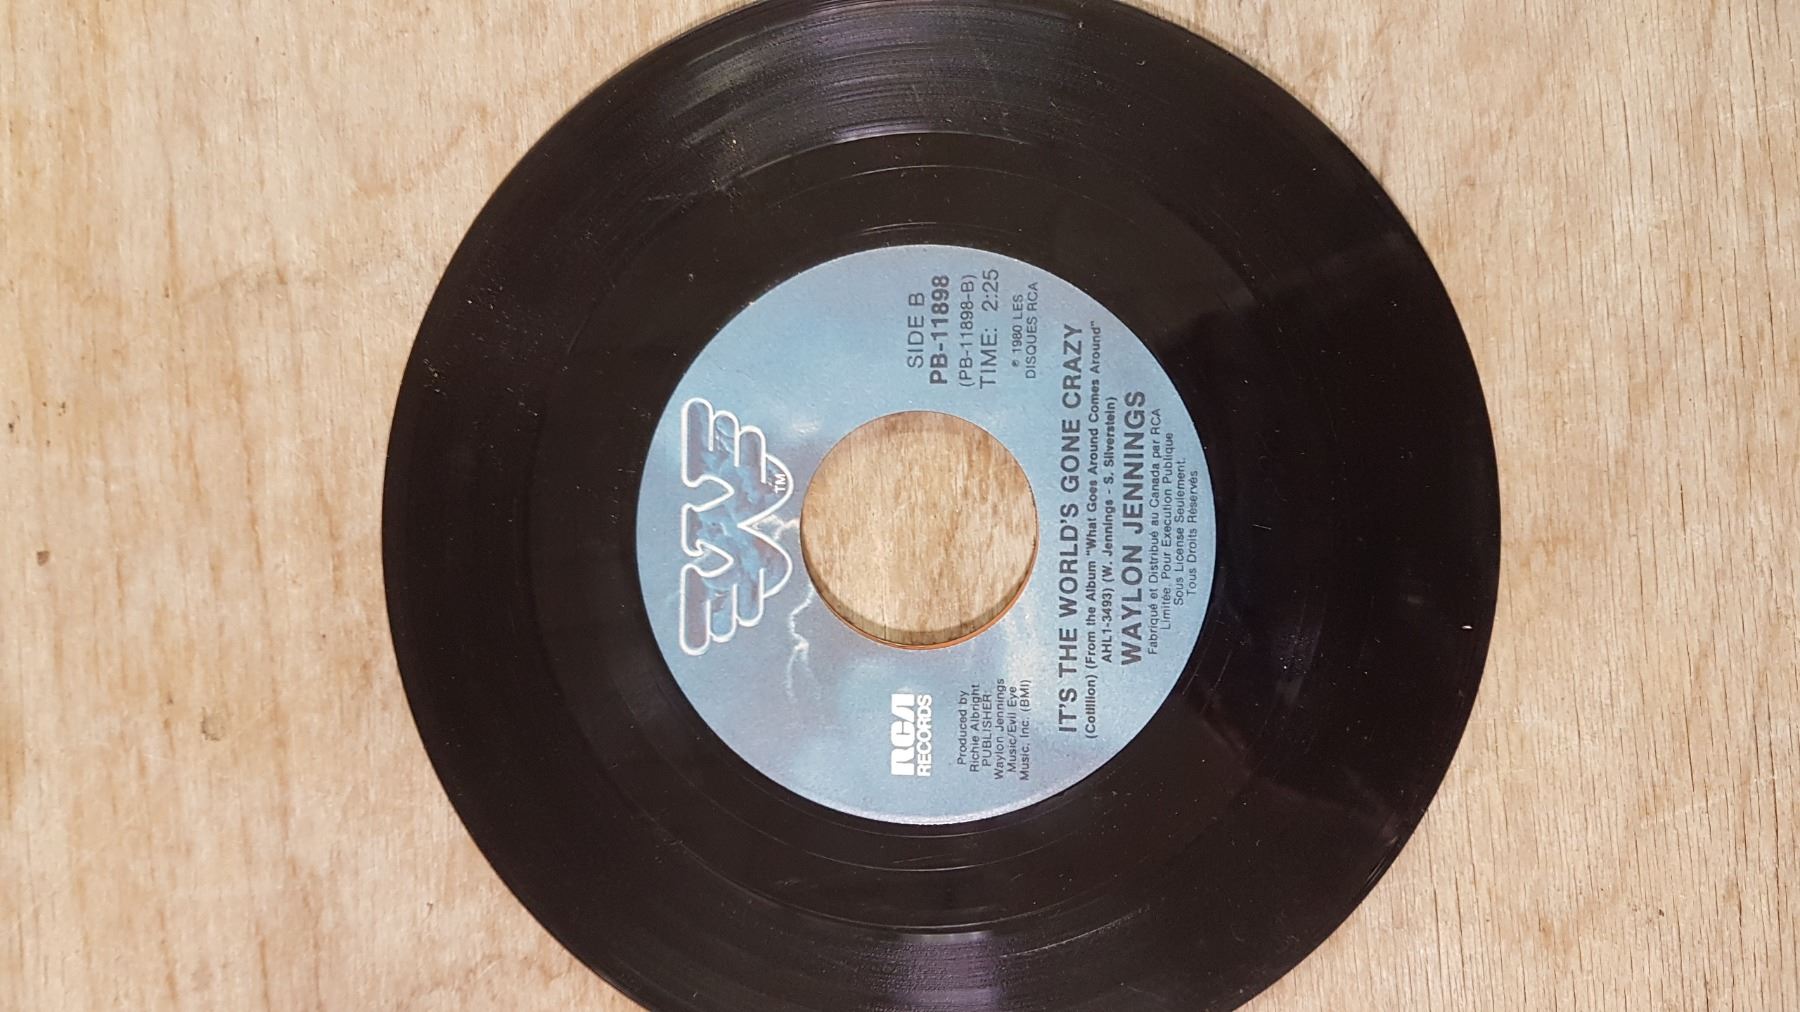 TM
RCA
RECORDS
SIDE B
PB-11898
(PB-11898-B)
TIME: 2:25
℗ 1980 LES
DISQUES RCA
Produced by
Richie Albright
PUBLISHER:
Waylon Jennings
Music/Evil Eye
Music, Inc. (BMI)
IT'S THE WORLD'S GONE CRAZY
(Cotillion) (From the Album "What Goes Around Comes Around"
AHL1-3493) (W. Jennings - S. Silverstein)
WAYLON JENNINGS
Fabriqué et Distribué au Canada par RCA
Limitée. Pour Execution Publique
Sous License Seulement.
Tous Droits Réservés